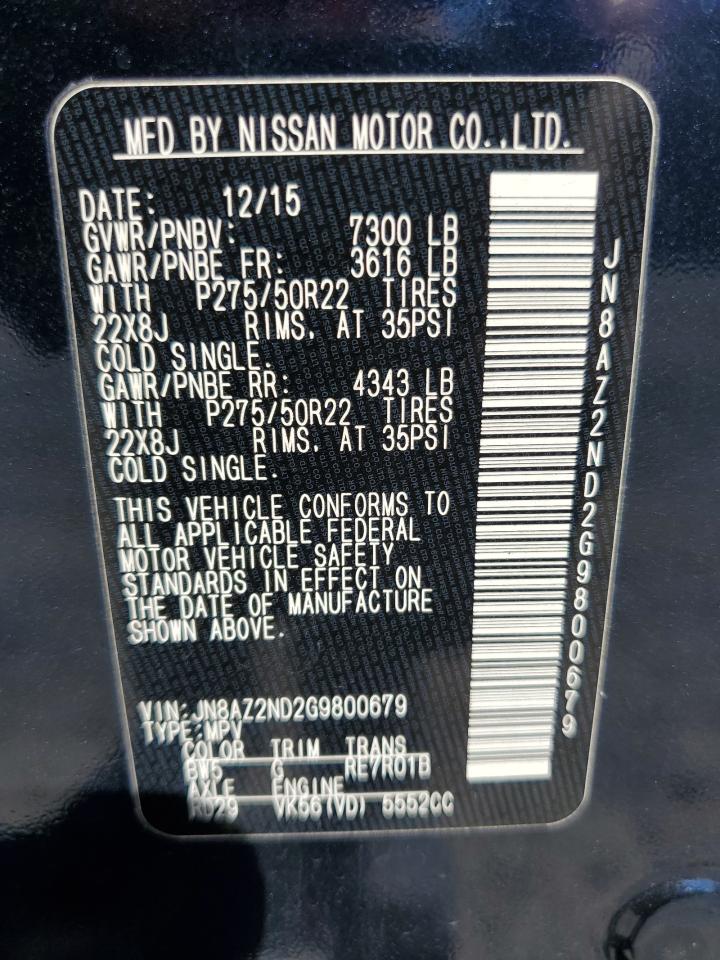 MFD BY NISSAN MOTOR CO.,LTD.
DATE: 12/15
GVWR/PNBV: 7300 LB
GAWR/PNBE FR: 3616 LB
WITH P275/50R22 TIRES
22X8J RIMS, AT 35PSI
COLD SINGLE.
GAWR/PNBE RR: 4343 LB
WITH P275/50R22 TIRES
22X8J RIMS, AT 35PSI
COLD SINGLE.
THIS VEHICLE CONFORMS TO
ALL APPLICABLE FEDERAL
MOTOR VEHICLE SAFETY
STANDARDS IN EFFECT ON
THE DATE OF MANUFACTURE
SHOWN ABOVE.
VIN:JN8AZ2ND2G9800679
TYPE:MPV
COLOR TRIM TRANS
BW5 G RE7R01B
AXLE ENGINE
RD29 VK56(VD) 5552CC
JN8AZ2ND2G9800679